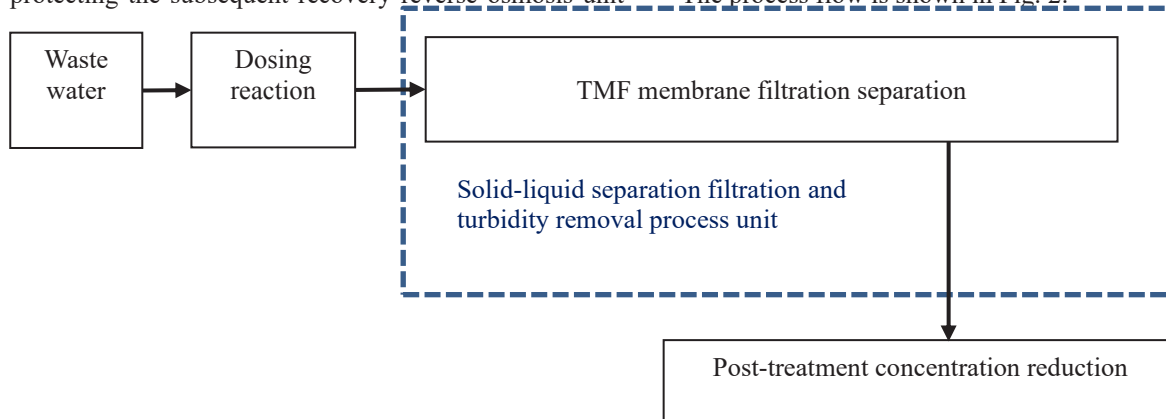 protecting the subsequent recovery reverse osmosis unit
The process flow is shown in Fig. 2.
Waste
water
Dosing
reaction
TMF membrane filtration separation
Solid-liquid separation filtration and
turbidity removal process unit
Post-treatment concentration reduction